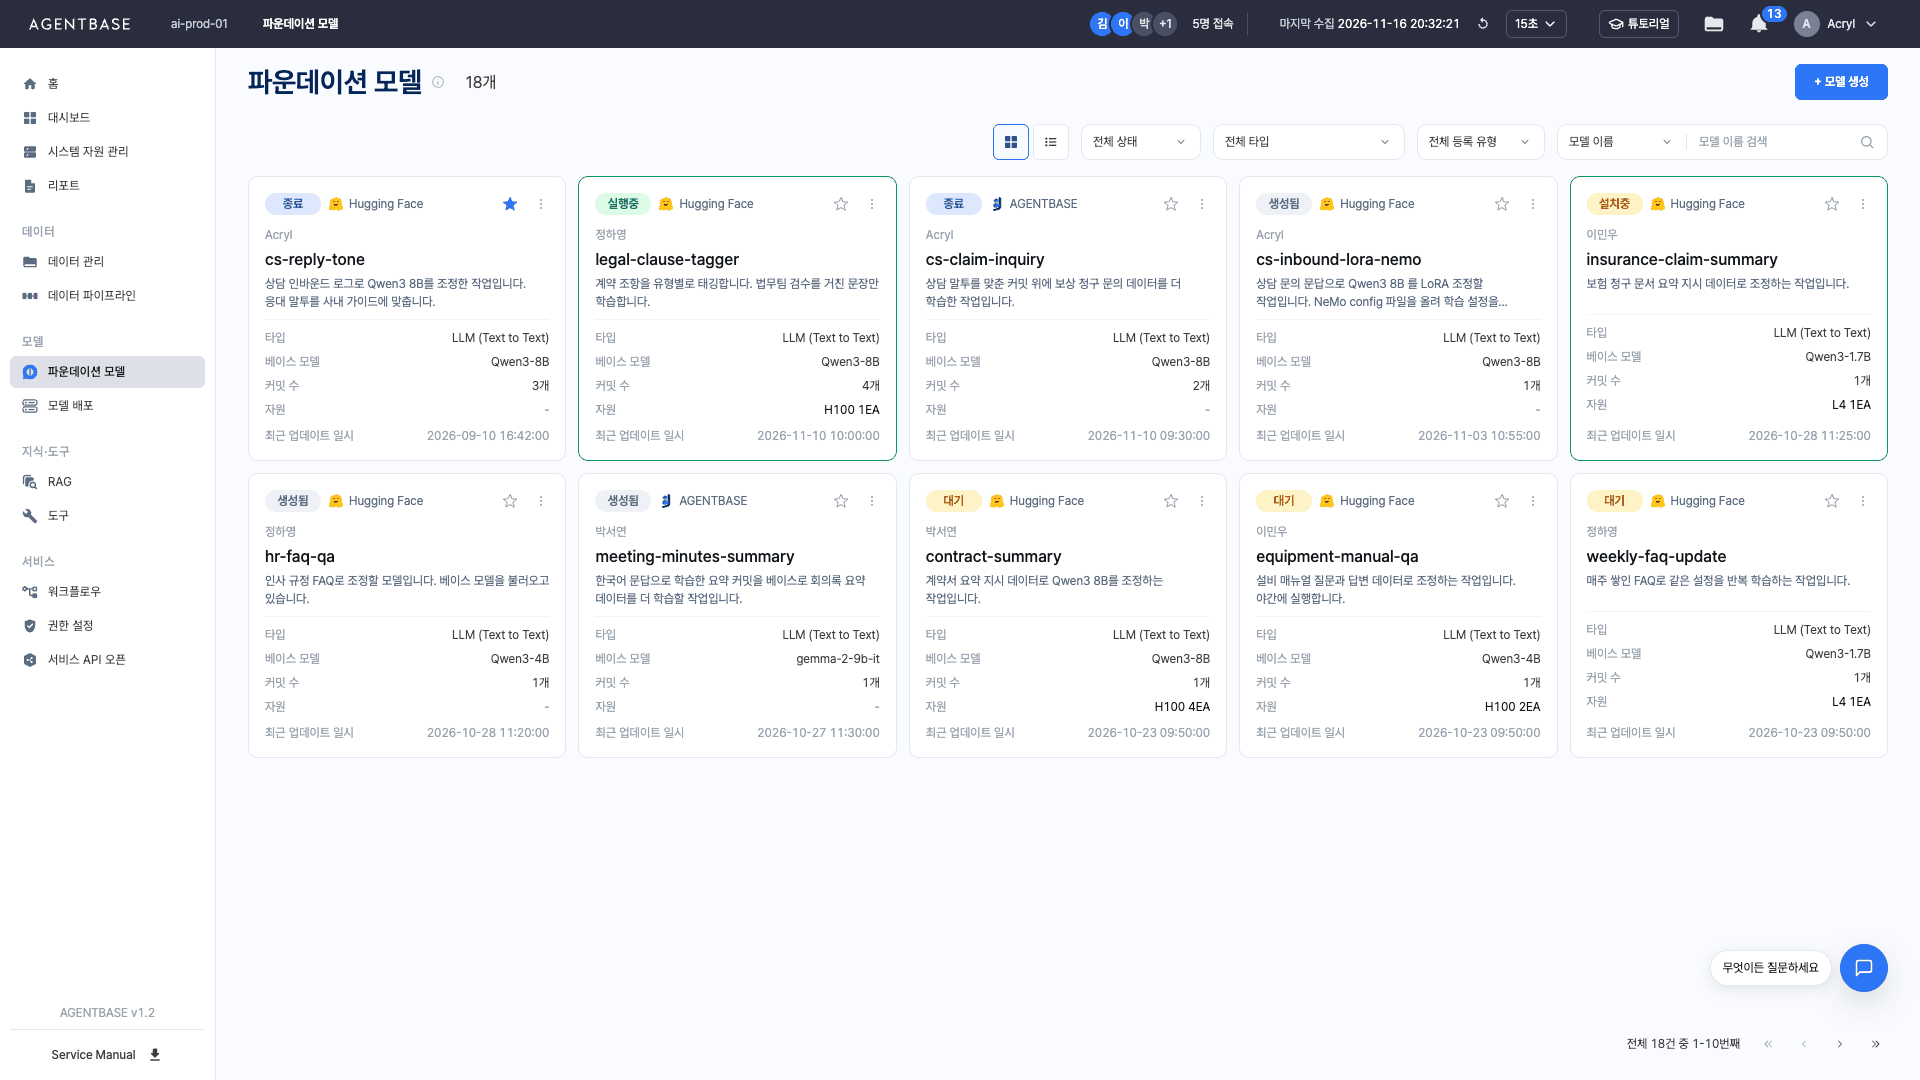 AGENTBASE
ai-prod-01
파운데이션 모델
김 이 박 +1 5명 접속
마지막 수집 2026-11-16 20:32:21
15초
튜토리얼
13
A Acryl
홈
대시보드
시스템 자원 관리
리포트
데이터
데이터 관리
데이터 파이프라인
모델
파운데이션 모델
모델 배포
지식·도구
RAG
도구
서비스
워크플로우
권한 설정
서비스 API 오픈
AGENTBASE v1.2
Service Manual
파운데이션 모델 18개
+ 모델 생성
전체 상태
전체 타입
전체 등록 유형
모델 이름
모델 이름 검색
종료 Hugging Face
Acryl
cs-reply-tone
상담 인바운드 로그로 Qwen3 8B를 조정한 작업입니다.
응대 말투를 사내 가이드에 맞춥니다.
타입 LLM (Text to Text)
베이스 모델 Qwen3-8B
커밋 수 3개
자원 -
최근 업데이트 일시 2026-09-10 16:42:00
실행중 Hugging Face
정하영
legal-clause-tagger
계약 조항을 유형별로 태깅합니다. 법무팀 검수를 거친 문장만
학습합니다.
타입 LLM (Text to Text)
베이스 모델 Qwen3-8B
커밋 수 4개
자원 H100 1EA
최근 업데이트 일시 2026-11-10 10:00:00
종료 AGENTBASE
Acryl
cs-claim-inquiry
상담 말투를 맞춘 커밋 위에 보상 청구 문의 데이터를 더
학습한 작업입니다.
타입 LLM (Text to Text)
베이스 모델 Qwen3-8B
커밋 수 2개
자원 -
최근 업데이트 일시 2026-11-10 09:30:00
생성됨 Hugging Face
Acryl
cs-inbound-lora-nemo
상담 문의 문답으로 Qwen3 8B 를 LoRA 조정할
작업입니다. NeMo config 파일을 올려 학습 설정을...
타입 LLM (Text to Text)
베이스 모델 Qwen3-8B
커밋 수 1개
자원 -
최근 업데이트 일시 2026-11-03 10:55:00
설치중 Hugging Face
이민우
insurance-claim-summary
보험 청구 문서 요약 지시 데이터로 조정하는 작업입니다.
타입 LLM (Text to Text)
베이스 모델 Qwen3-1.7B
커밋 수 1개
자원 L4 1EA
최근 업데이트 일시 2026-10-28 11:25:00
생성됨 Hugging Face
정하영
hr-faq-qa
인사 규정 FAQ로 조정할 모델입니다. 베이스 모델을 불러오고
있습니다.
타입 LLM (Text to Text)
베이스 모델 Qwen3-4B
커밋 수 1개
자원 -
최근 업데이트 일시 2026-10-28 11:20:00
생성됨 AGENTBASE
박서연
meeting-minutes-summary
한국어 문답으로 학습한 요약 커밋을 베이스로 회의록 요약
데이터를 더 학습할 작업입니다.
타입 LLM (Text to Text)
베이스 모델 gemma-2-9b-it
커밋 수 1개
자원 -
최근 업데이트 일시 2026-10-27 11:30:00
대기 Hugging Face
박서연
contract-summary
계약서 요약 지시 데이터로 Qwen3 8B를 조정하는
작업입니다.
타입 LLM (Text to Text)
베이스 모델 Qwen3-8B
커밋 수 1개
자원 H100 4EA
최근 업데이트 일시 2026-10-23 09:50:00
대기 Hugging Face
이민우
equipment-manual-qa
설비 매뉴얼 질문과 답변 데이터로 조정하는 작업입니다.
야간에 실행합니다.
타입 LLM (Text to Text)
베이스 모델 Qwen3-4B
커밋 수 1개
자원 H100 2EA
최근 업데이트 일시 2026-10-23 09:50:00
대기 Hugging Face
정하영
weekly-faq-update
매주 쌓인 FAQ로 같은 설정을 반복 학습하는 작업입니다.
타입 LLM (Text to Text)
베이스 모델 Qwen3-1.7B
커밋 수 1개
자원 L4 1EA
최근 업데이트 일시 2026-10-23 09:50:00
무엇이든 질문하세요
전체 18건 중 1-10번째